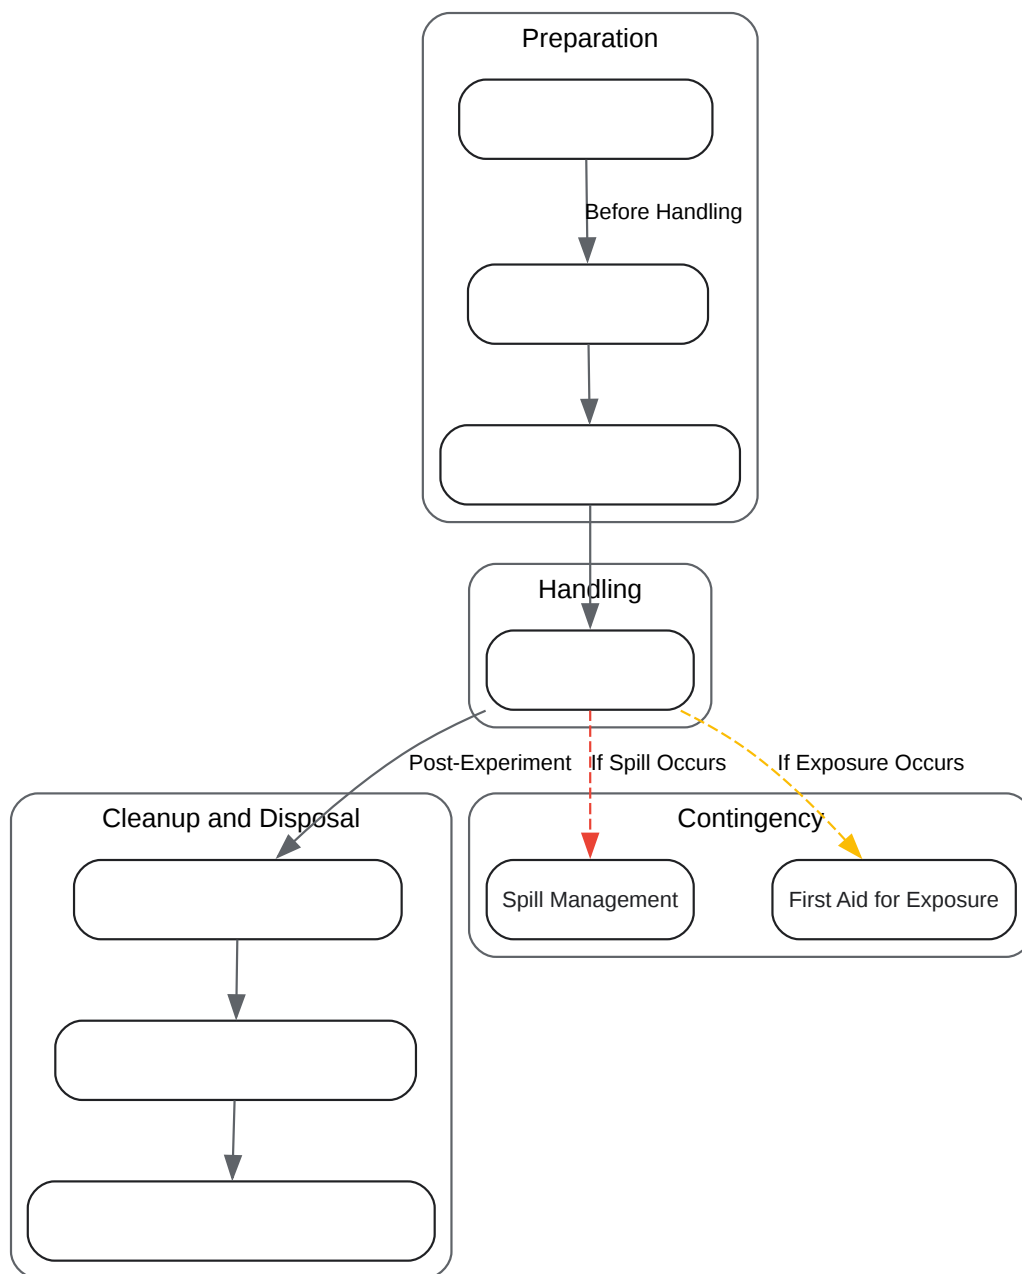 Preparation
Before Handling
Handling
Post-Experiment
If Spill Occurs
If Exposure Occurs
Cleanup and Disposal
Contingency
Spill Management
First Aid for Exposure